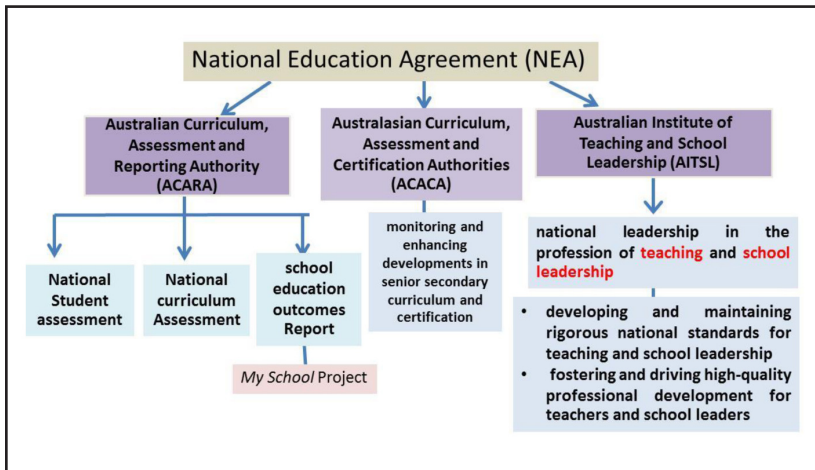 National Education Agreement (NEA)
Australian Curriculum,
Assessment and
Reporting Authority
(ACARA)
Australasian Curriculum,
Assessment and
Certification Authorities
(ACACA)
Australian Institute of
Teaching and School
Leadership (AITSL)
National
Student
assessment
National
curriculum
Assessment
school
education
outcomes
Report
My School Project
monitoring and
enhancing
developments in
senior secondary
curriculum and
certification
national leadership in the
profession of teaching and school
leadership
• developing and maintaining
rigorous national standards for
teaching and school leadership
• fostering and driving high-quality
professional development for
teachers and school leaders